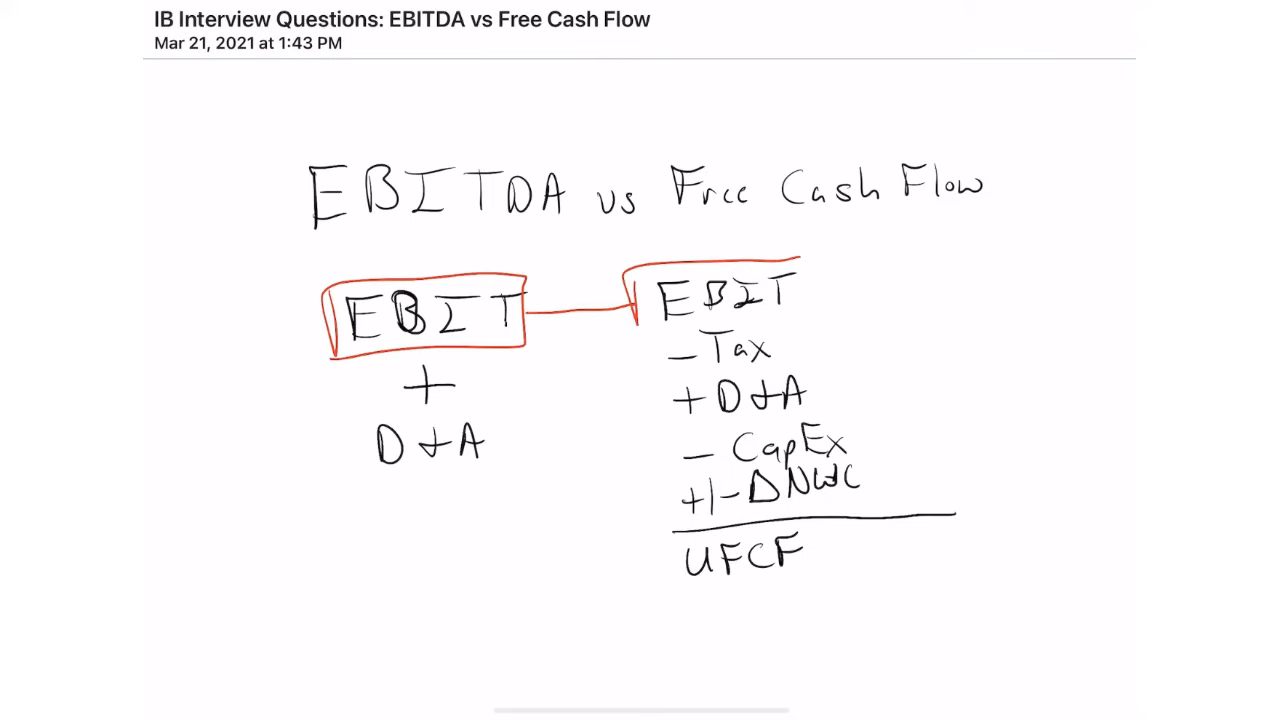 IB Interview Questions: EBITDA vs Free Cash Flow
Mar 21, 2021 at 1:43 PM
EBITDA vs Free Cash Flow
EBIT
+
D+A
EBIT
- Tax
+ D+A
- CapEx
+/- Δ NWC
UFCF